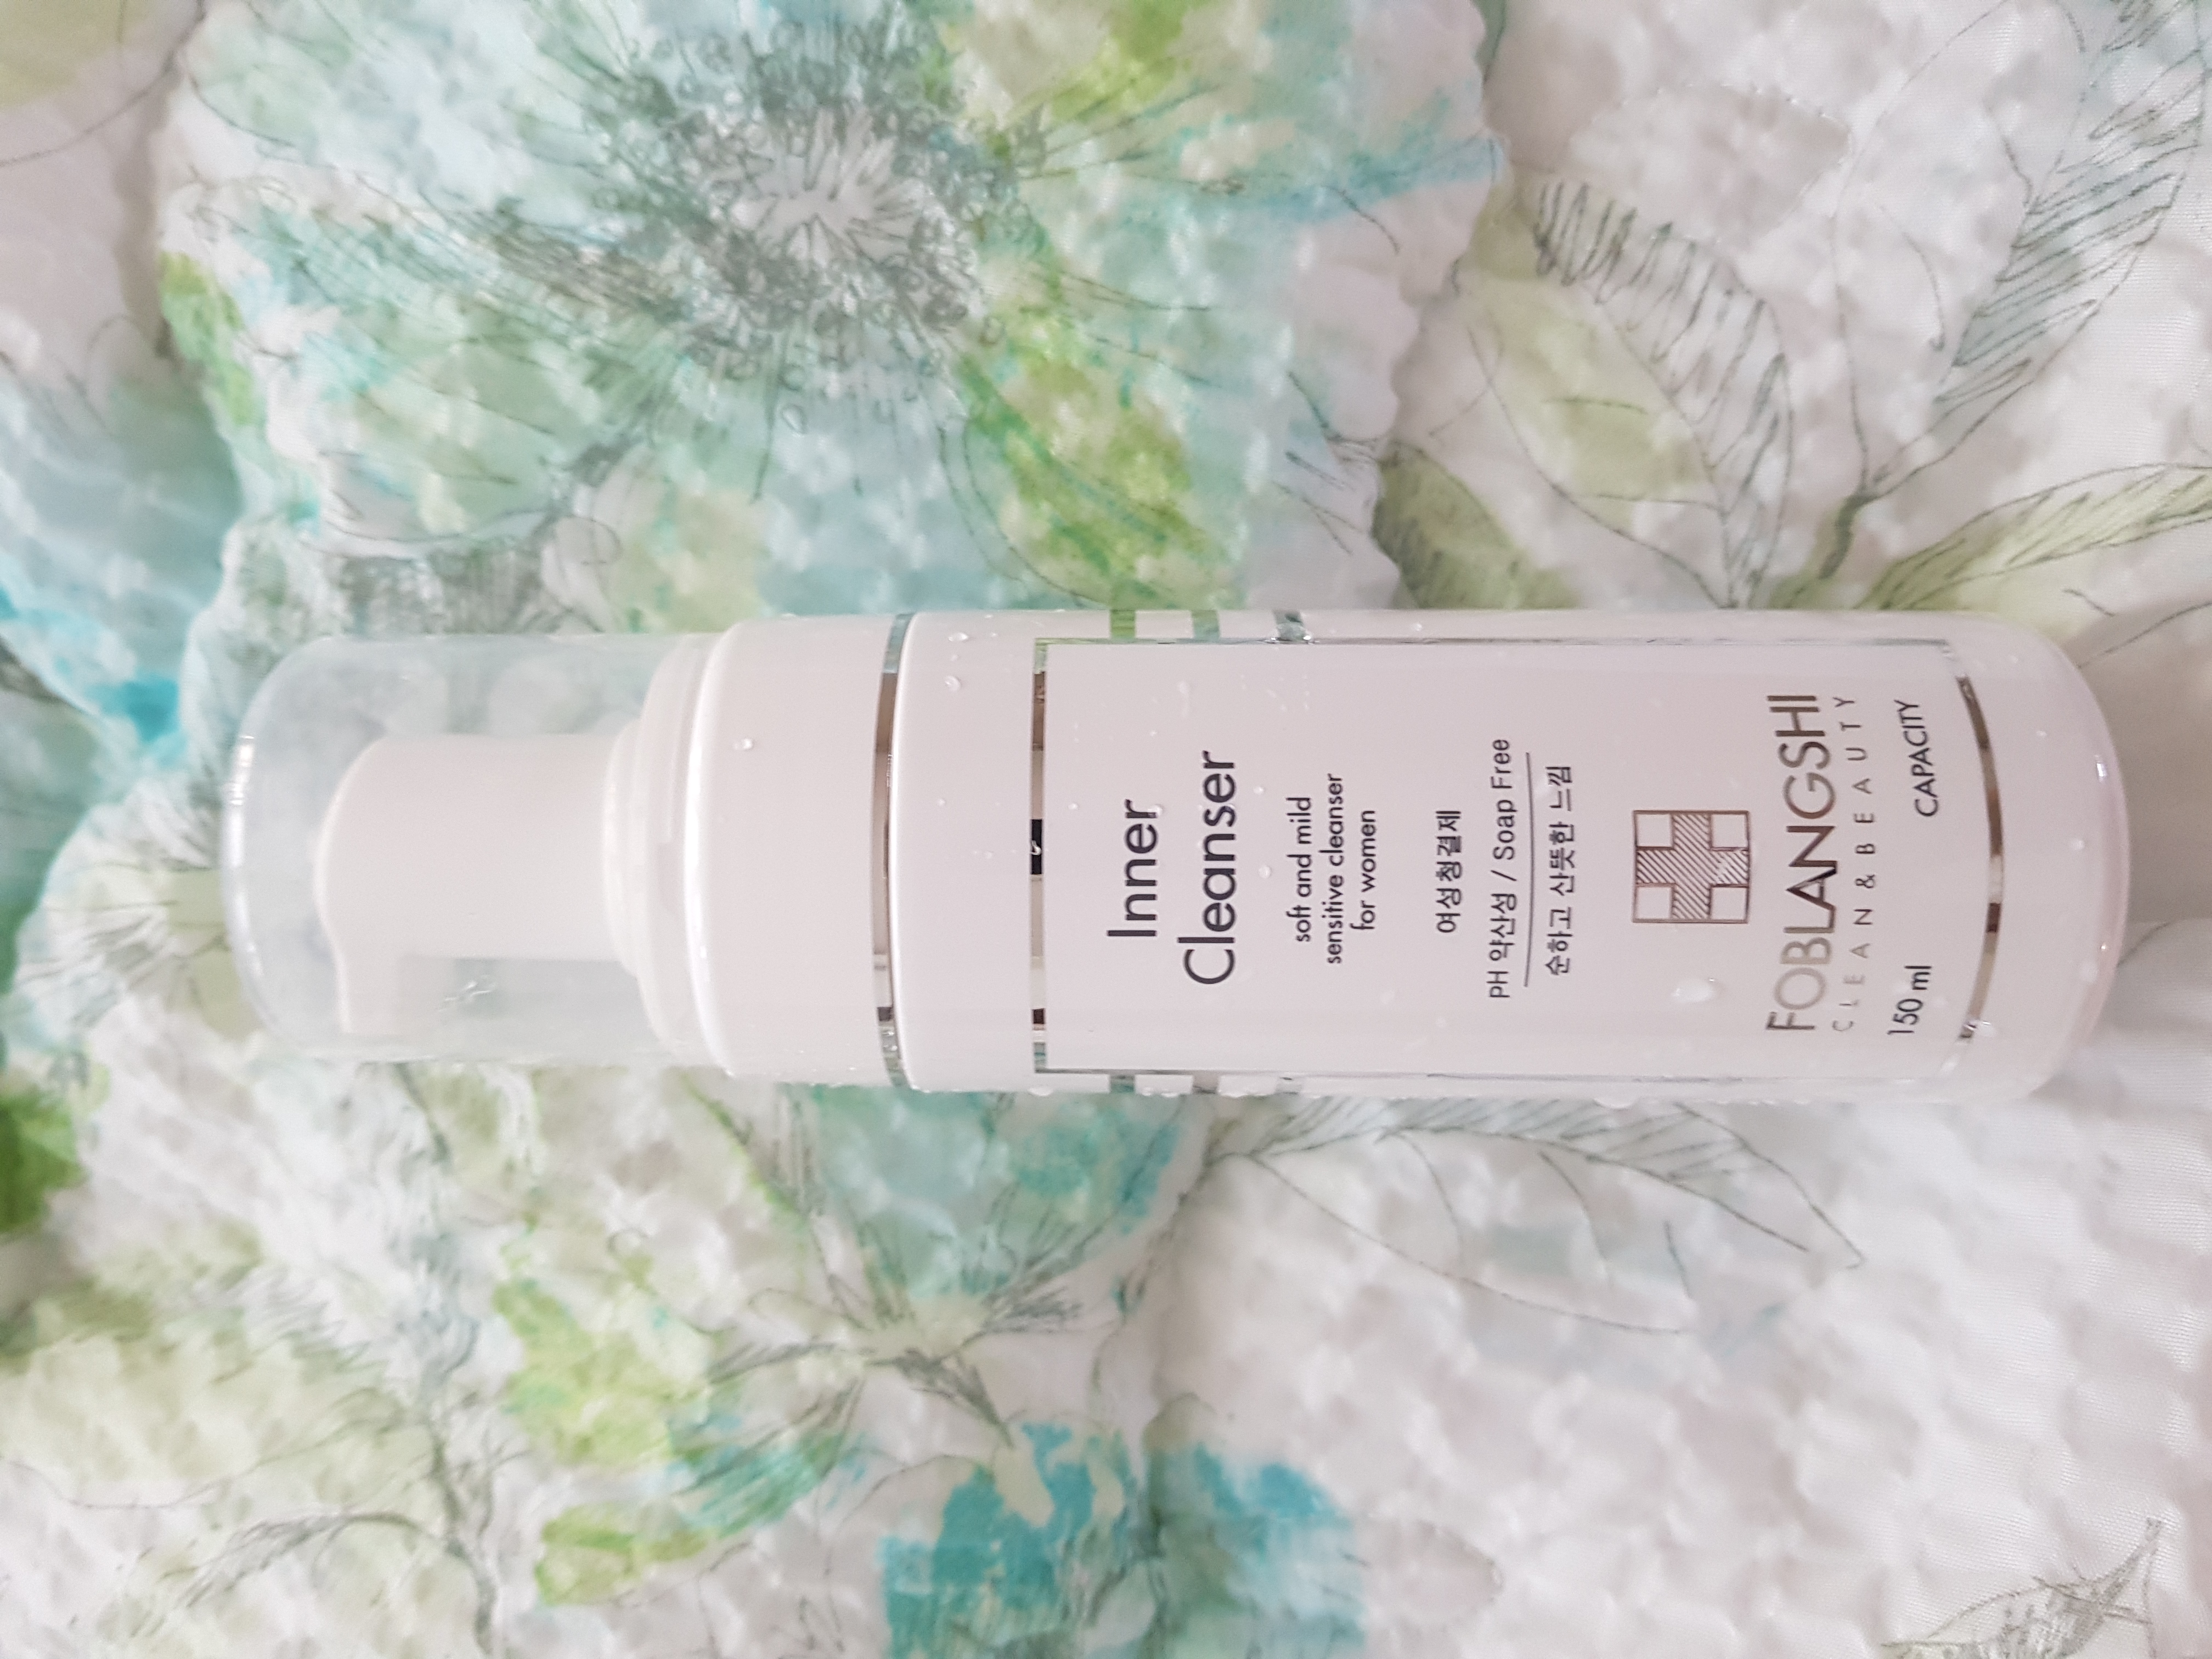 Inner
Cleanser
soft and mild
sensitive cleanser
for women
여성청결제
PH 약산성 / Soap Free
순하고 산뜻한 느낌
FOBLANGSHI
CLEAN&BEAUTY
150 ml CAPACITY